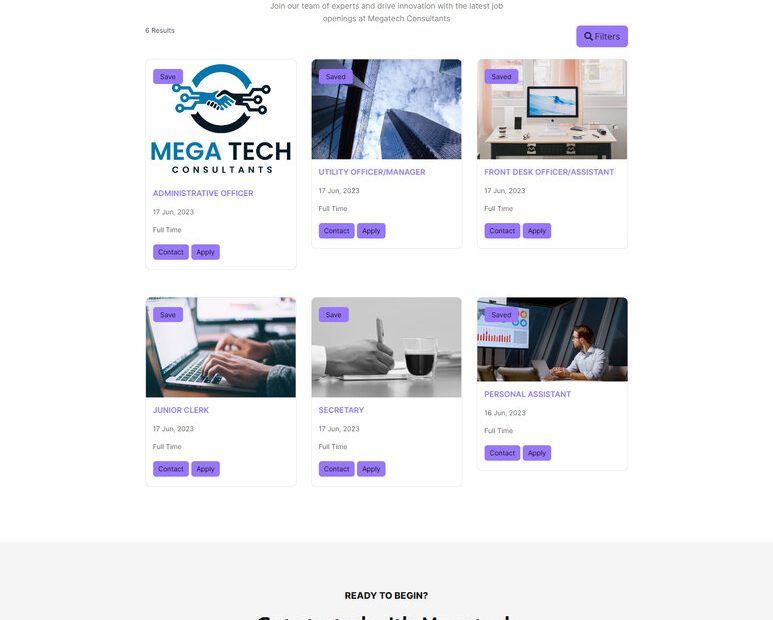 Join our team of experts and drive innovation with the latest job
openings at Megatech Consultants
6 Results
Filters
Save
MEGA TECH
CONSULTANTS
ADMINISTRATIVE OFFICER
17 Jun, 2023
Full Time
Contact Apply
Saved
UTILITY OFFICER/MANAGER
17 Jun, 2023
Full Time
Contact Apply
Saved
FRONT DESK OFFICER/ASSISTANT
17 Jun, 2023
Full Time
Contact Apply
Save
JUNIOR CLERK
17 Jun, 2023
Full Time
Contact Apply
Save
SECRETARY
17 Jun, 2023
Full Time
Contact Apply
Saved
PERSONAL ASSISTANT
16 Jun, 2023
Full Time
Contact Apply
READY TO BEGIN?